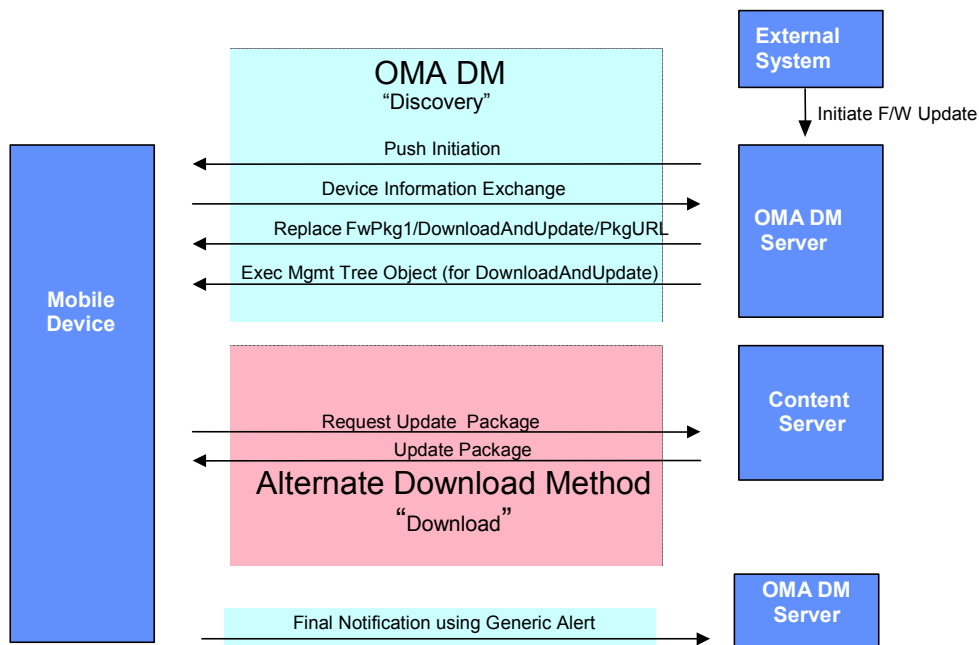 External
System
OMA DM
“Discovery”
Initiate F/W Update
Push Initiation
Device Information Exchange
OMA DM
Server
Replace FwPkg1/DownloadAndUpdate/PkgURL
Exec Mgmt Tree Object (for DownloadAndUpdate)
Mobile
Device
Content
Server
Request Update Package
Update Package
Alternate Download Method
“Download”
OMA DM
Server
Final Notification using Generic Alert